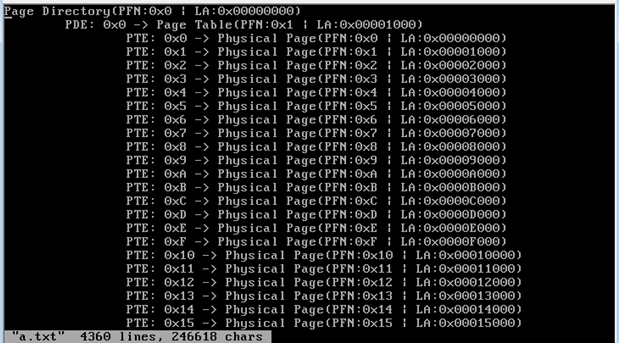 Page Directory(PFN:0x0 ¦ LA:0x00000000)
PDE: 0x0 -> Page Table(PFN:0x1 ¦ LA:0x00001000)
PTE: 0x0 -> Physical Page(PFN:0x0 ¦ LA:0x00000000)
PTE: 0x1 -> Physical Page(PFN:0x1 ¦ LA:0x00001000)
PTE: 0x2 -> Physical Page(PFN:0x2 ¦ LA:0x00002000)
PTE: 0x3 -> Physical Page(PFN:0x3 ¦ LA:0x00003000)
PTE: 0x4 -> Physical Page(PFN:0x4 ¦ LA:0x00004000)
PTE: 0x5 -> Physical Page(PFN:0x5 ¦ LA:0x00005000)
PTE: 0x6 -> Physical Page(PFN:0x6 ¦ LA:0x00006000)
PTE: 0x7 -> Physical Page(PFN:0x7 ¦ LA:0x00007000)
PTE: 0x8 -> Physical Page(PFN:0x8 ¦ LA:0x00008000)
PTE: 0x9 -> Physical Page(PFN:0x9 ¦ LA:0x00009000)
PTE: 0xA -> Physical Page(PFN:0xA ¦ LA:0x0000A000)
PTE: 0xB -> Physical Page(PFN:0xB ¦ LA:0x0000B000)
PTE: 0xC -> Physical Page(PFN:0xC ¦ LA:0x0000C000)
PTE: 0xD -> Physical Page(PFN:0xD ¦ LA:0x0000D000)
PTE: 0xE -> Physical Page(PFN:0xE ¦ LA:0x0000E000)
PTE: 0xF -> Physical Page(PFN:0xF ¦ LA:0x0000F000)
PTE: 0x10 -> Physical Page(PFN:0x10 ¦ LA:0x00010000)
PTE: 0x11 -> Physical Page(PFN:0x11 ¦ LA:0x00011000)
PTE: 0x12 -> Physical Page(PFN:0x12 ¦ LA:0x00012000)
PTE: 0x13 -> Physical Page(PFN:0x13 ¦ LA:0x00013000)
PTE: 0x14 -> Physical Page(PFN:0x14 ¦ LA:0x00014000)
PTE: 0x15 -> Physical Page(PFN:0x15 ¦ LA:0x00015000)
"a.txt" 4360 lines, 246618 chars